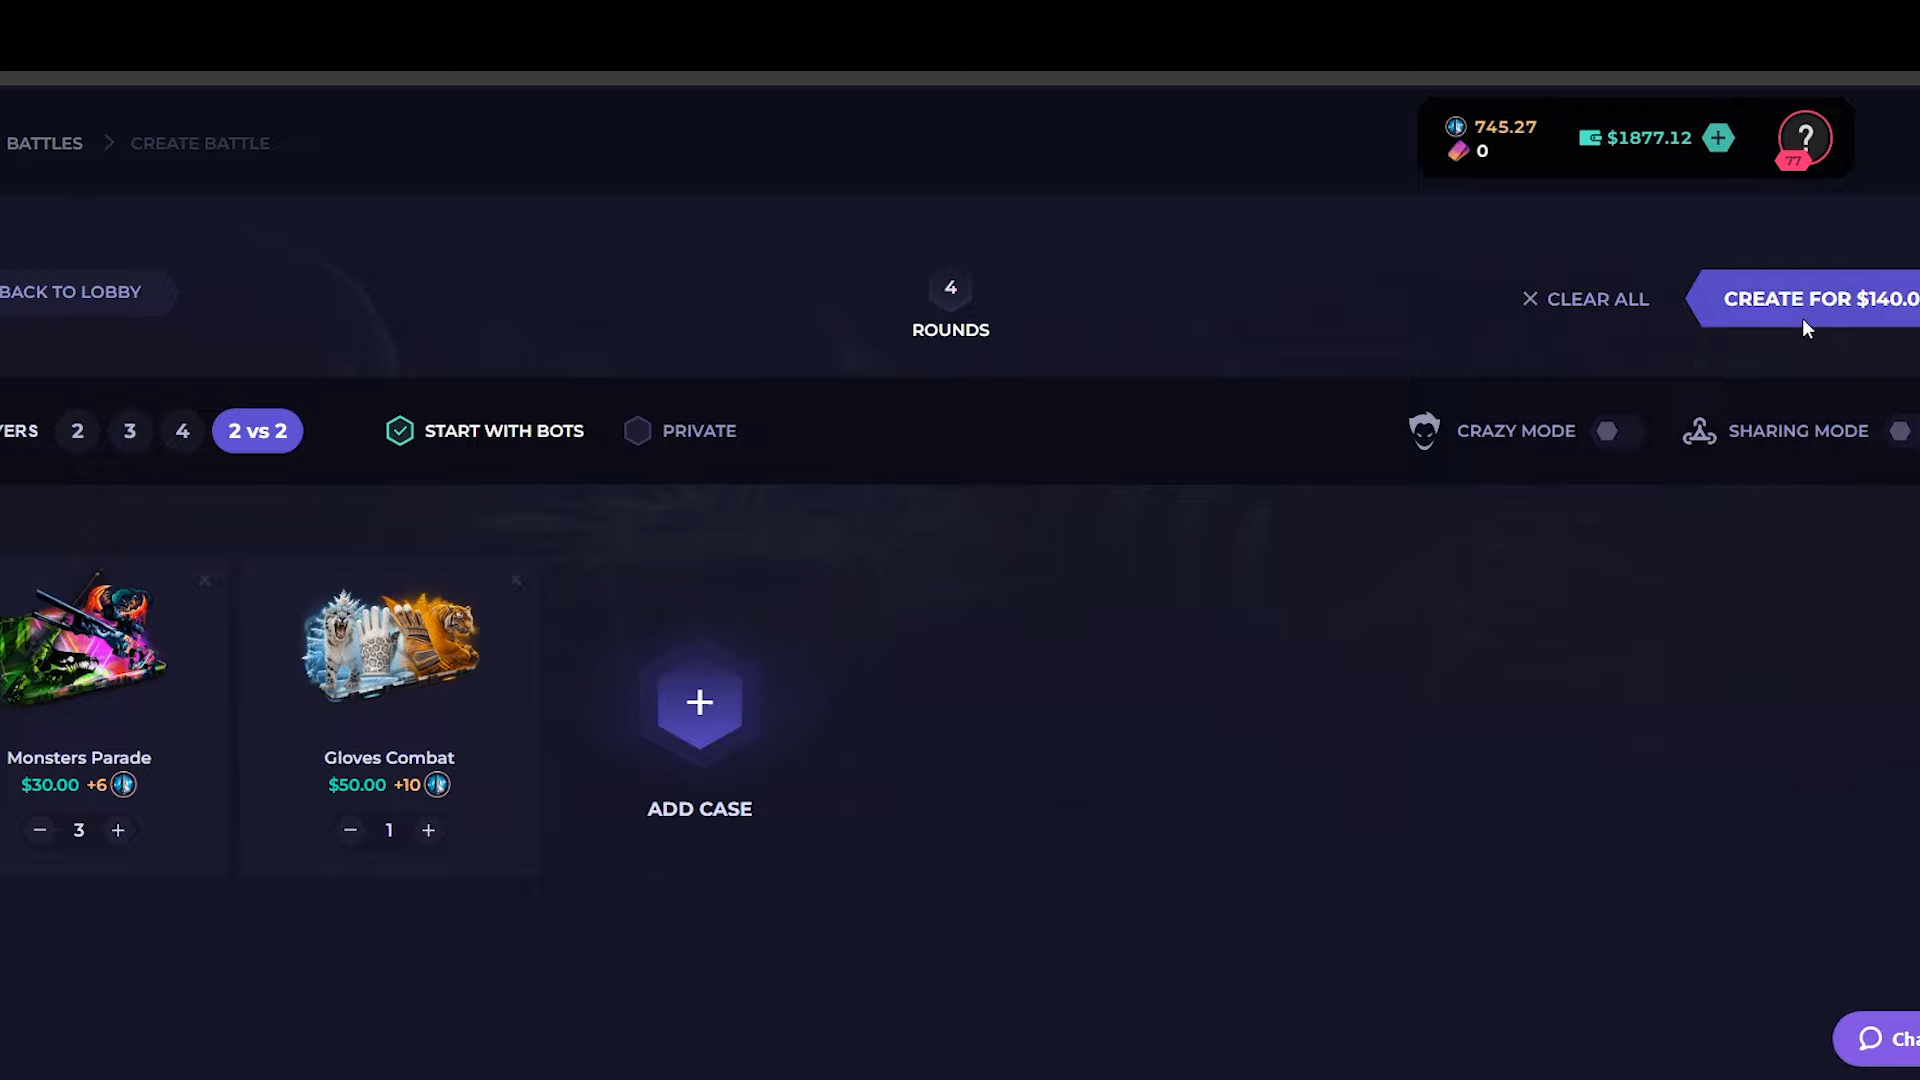 BATTLES CREATE BATTLE
745.27
0
$1877.12
?
77
BACK TO LOBBY
4
ROUNDS
CLEAR ALL
CREATE FOR $140.0
YERS 2 3 4 2 vs 2 START WITH BOTS PRIVATE CRAZY MODE SHARING MODE
Monsters Parade
$30.00 +6
3
Gloves Combat
$50.00 +10
1
ADD CASE
Cha